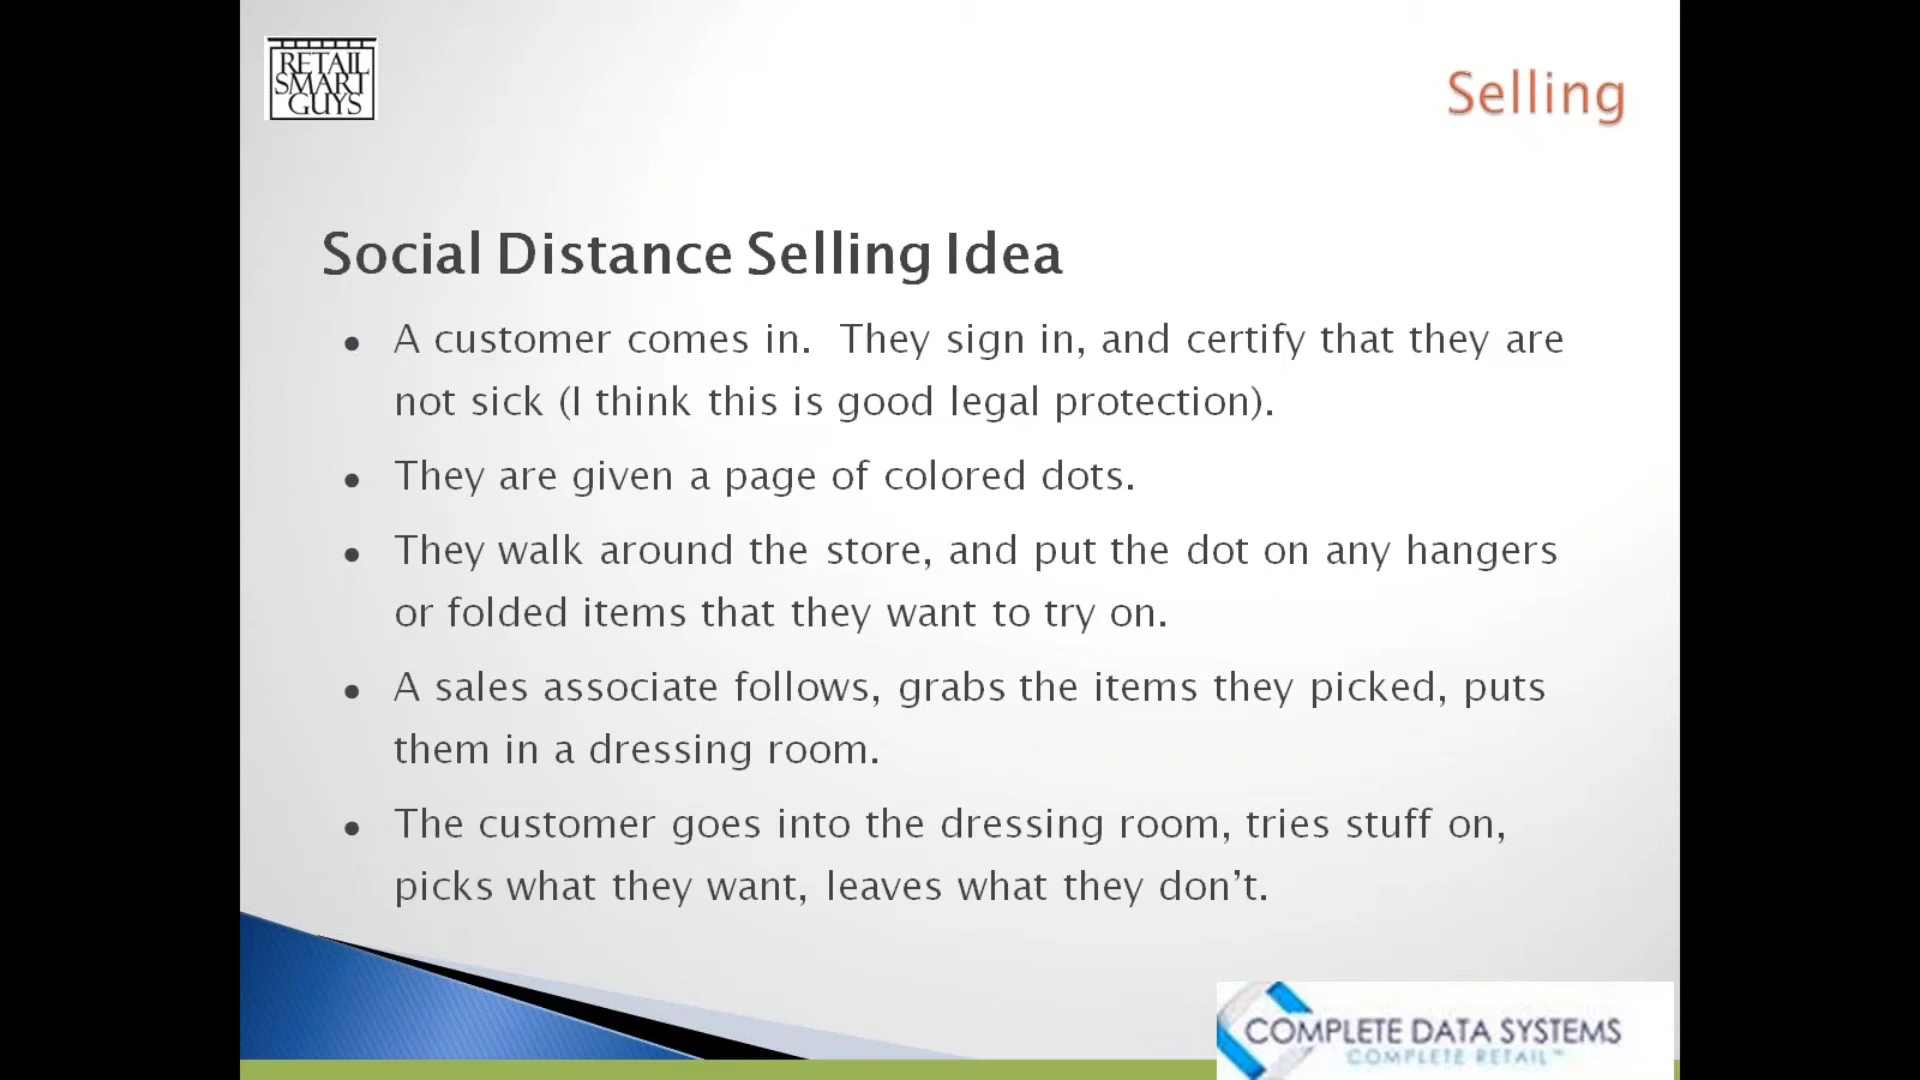 RETAIL
SMART
GUYS
Selling
Social Distance Selling Idea
• A customer comes in.  They sign in, and certify that they are
not sick (I think this is good legal protection).
• They are given a page of colored dots.
• They walk around the store, and put the dot on any hangers
or folded items that they want to try on.
• A sales associate follows, grabs the items they picked, puts
them in a dressing room.
• The customer goes into the dressing room, tries stuff on,
picks what they want, leaves what they don’t.
COMPLETE DATA SYSTEMS
COMPLETE RETAIL™